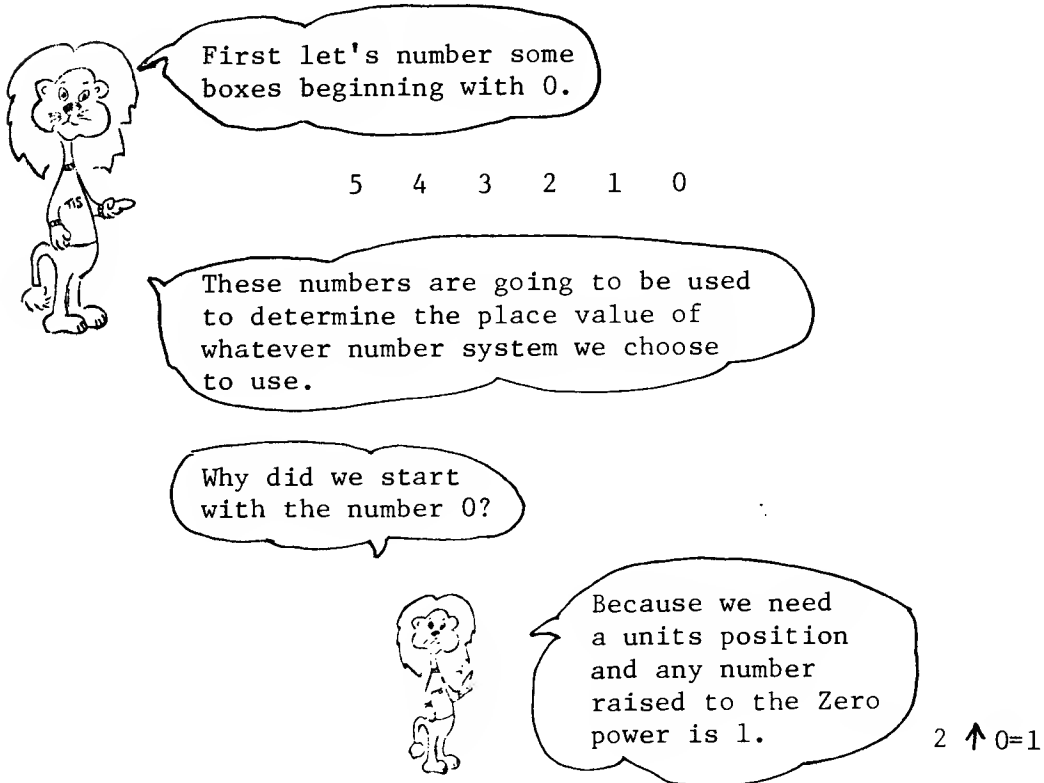 First let's number some
boxes beginning with 0.
TIS
5 4 3 2 1 0
These numbers are going to be used
to determine the place value of
whatever number system we choose
to use.
Why did we start
with the number 0?
Because we need
a units position
and any number
raised to the Zero
power is 1.
2 ↑ 0=1